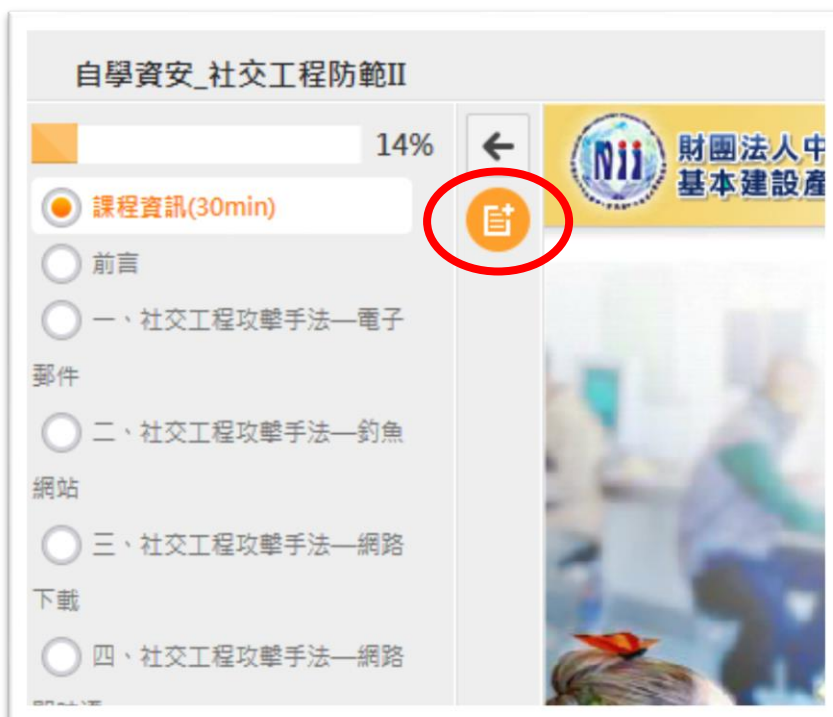 自學資安_社交工程防範II
14%
課程資訊(30min)
前言
一、社交工程攻擊手法—電子
郵件
二、社交工程攻擊手法—釣魚
網站
三、社交工程攻擊手法—網路
下載
四、社交工程攻擊手法—網路
NII
財團法人中
基本建設產